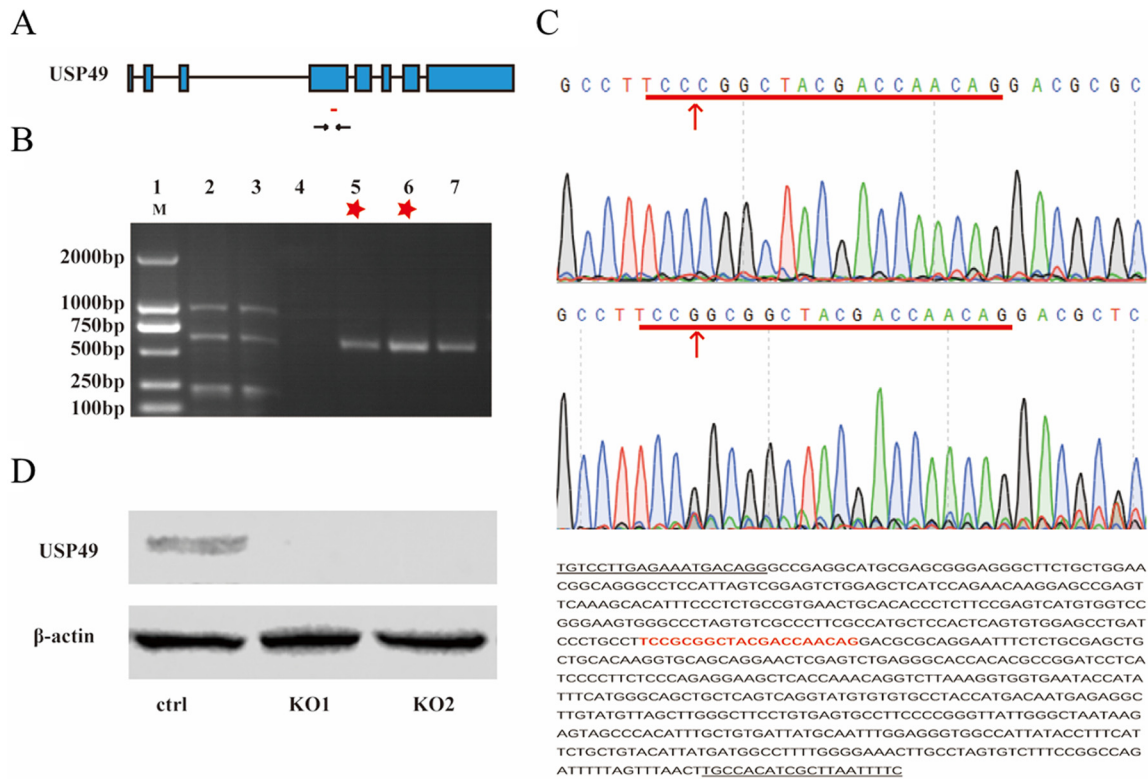 A
USP49
B
1 2 3 4 5 6 7
M
2000bp
1000bp
750bp
500bp
250bp
100bp
C
G C C T T C C C G G C T A C G A C C A A C A G G A C G C G C
G C C T T C C G G C G G C T A C G A C C A A C A G G A C G C T C
TGTCCTTGAGAAATGACAGGGCCGAGGCATGCGAGCGGGAGGGCTTCTGCTGGAA
CGGCAGGGCCTCCATTAGTCGGAGTCTGGAGCTCATCCAGAACAAGGAGCCGAGT
TCAAAGCACATTTCCCTCTGCCGTGAACTGCACACCCTCTTCCGAGTCATGTGGTCC
GGGAAGTGGGCCCTAGTGTCGCCCTTCGCCATGCTCCACTCAGTGTGGAGCCTGAT
CCCTGCCTTCCGCGGCTACGACCAACAGGACGCGCAGGAATTTCTCTGCGAGCTG
CTGCACAAGGTGCAGCAGGAACTCGAGTCTGAGGGCACCACACGCCGGATCCTCA
TCCCCTTCTCCCAGAGGAAGCTCACCAAACAGGTCTTAAAGGTGGTGAATACCATA
TTTCATGGGCAGCTGCTCAGTCAGGTATGTGTGTGCCTACCATGACAATGAGAGGC
TTGTATGTTAGCTTGGGCTTCCTGTGAGTGCCTTCCCCGGGTTATTGGGCTAATAAG
AGTAGCCCACATTTGCTGTGATTATGCAATTTGGAGGGTGGCCATTATACCTTTCAT
TCTGCTGTACATTATGATGGCCTTTTGGGGAAACTTGCCTAGTGTCTTTCCGGCCAG
ATTTTTAGTTTAACTTGCCACATCGCTTAATTTTC
D
USP49
β-actin
ctrl KO1 KO2